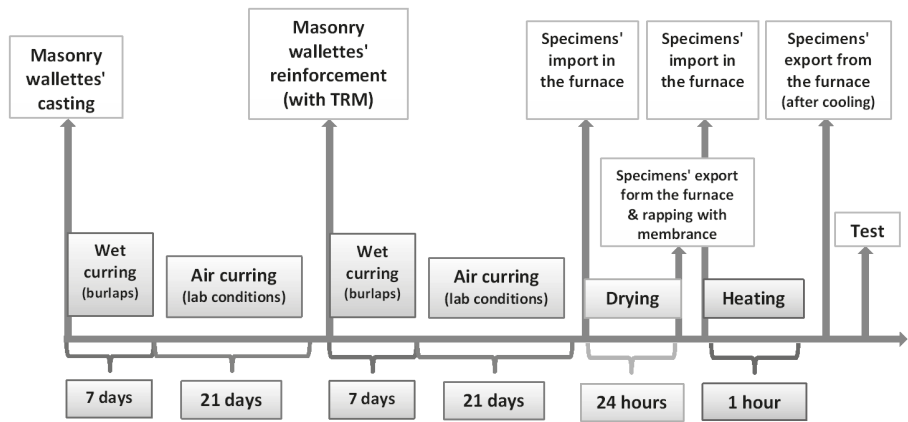 Masonry
wallettes'
casting
Masonry
wallettes'
reinforcement
(with TRM)
Specimens'
import in
the furnace
Specimens'
import in
the furnace
Specimens'
export from
the furnace
(after cooling)
Specimens' export
form the furnace
& rapping with
membrance
Test
Wet
curring
(burlaps)
Air curring
(lab conditions)
Wet
curring
(burlaps)
Air curring
(lab conditions)
Drying
Heating
7 days
21 days
7 days
21 days
24 hours
1 hour